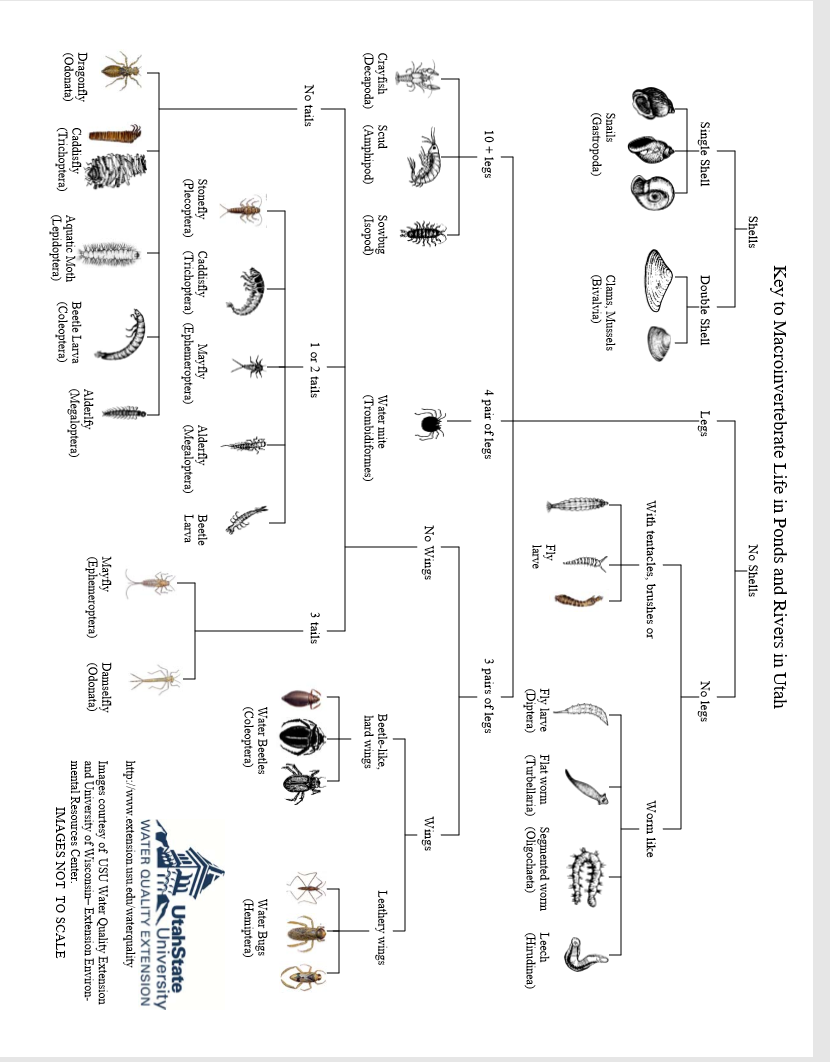 Key to Macroinvertebrate Life in Ponds and Rivers in Utah
Shells
No Shells
Single Shell
Double Shell
Legs
No legs
Snails
(Gastropoda)
Clams, Mussels
(Bivalvia)
With tentacles, brushes or
Worm like
Fly
larve
Fly larve
(Diptera)
Flat worm
(Turbellaria)
Segmented worm
(Oligochaeta)
Leech
(Hirudinea)
10 + legs
4 pair of legs
3 pairs of legs
Crayfish
(Decapoda)
Scud
(Amphipod)
Sowbug
(Isopod)
Water mite
(Trombidiformes)
No Wings
Wings
Beetle-like,
hard wings
Leathery wings
No tails
1 or 2 tails
3 tails
Water Beetles
(Coleoptera)
Water Bugs
(Hemiptera)
Stonefly
(Plecoptera)
Caddisfly
(Trichoptera)
Mayfly
(Ephemeroptera)
Alderfly
(Megaloptera)
Beetle
Larva
Dragonfly
(Odonata)
Caddisfly
(Trichoptera)
Aquatic Moth
(Lepidoptera)
Beetle Larva
(Coleoptera)
Alderlfy
(Megaloptera)
Mayfly
(Ephemeroptera)
Damselfly
(Odonata)
UtahState
University
WATER QUALITY EXTENSION
http://www.extension.usu.edu/waterquality
Images courtesy of USU Water Quality Extension
and University of Wisconsin– Extension Environ-
mental Resources Center.
IMAGES NOT TO SCALE